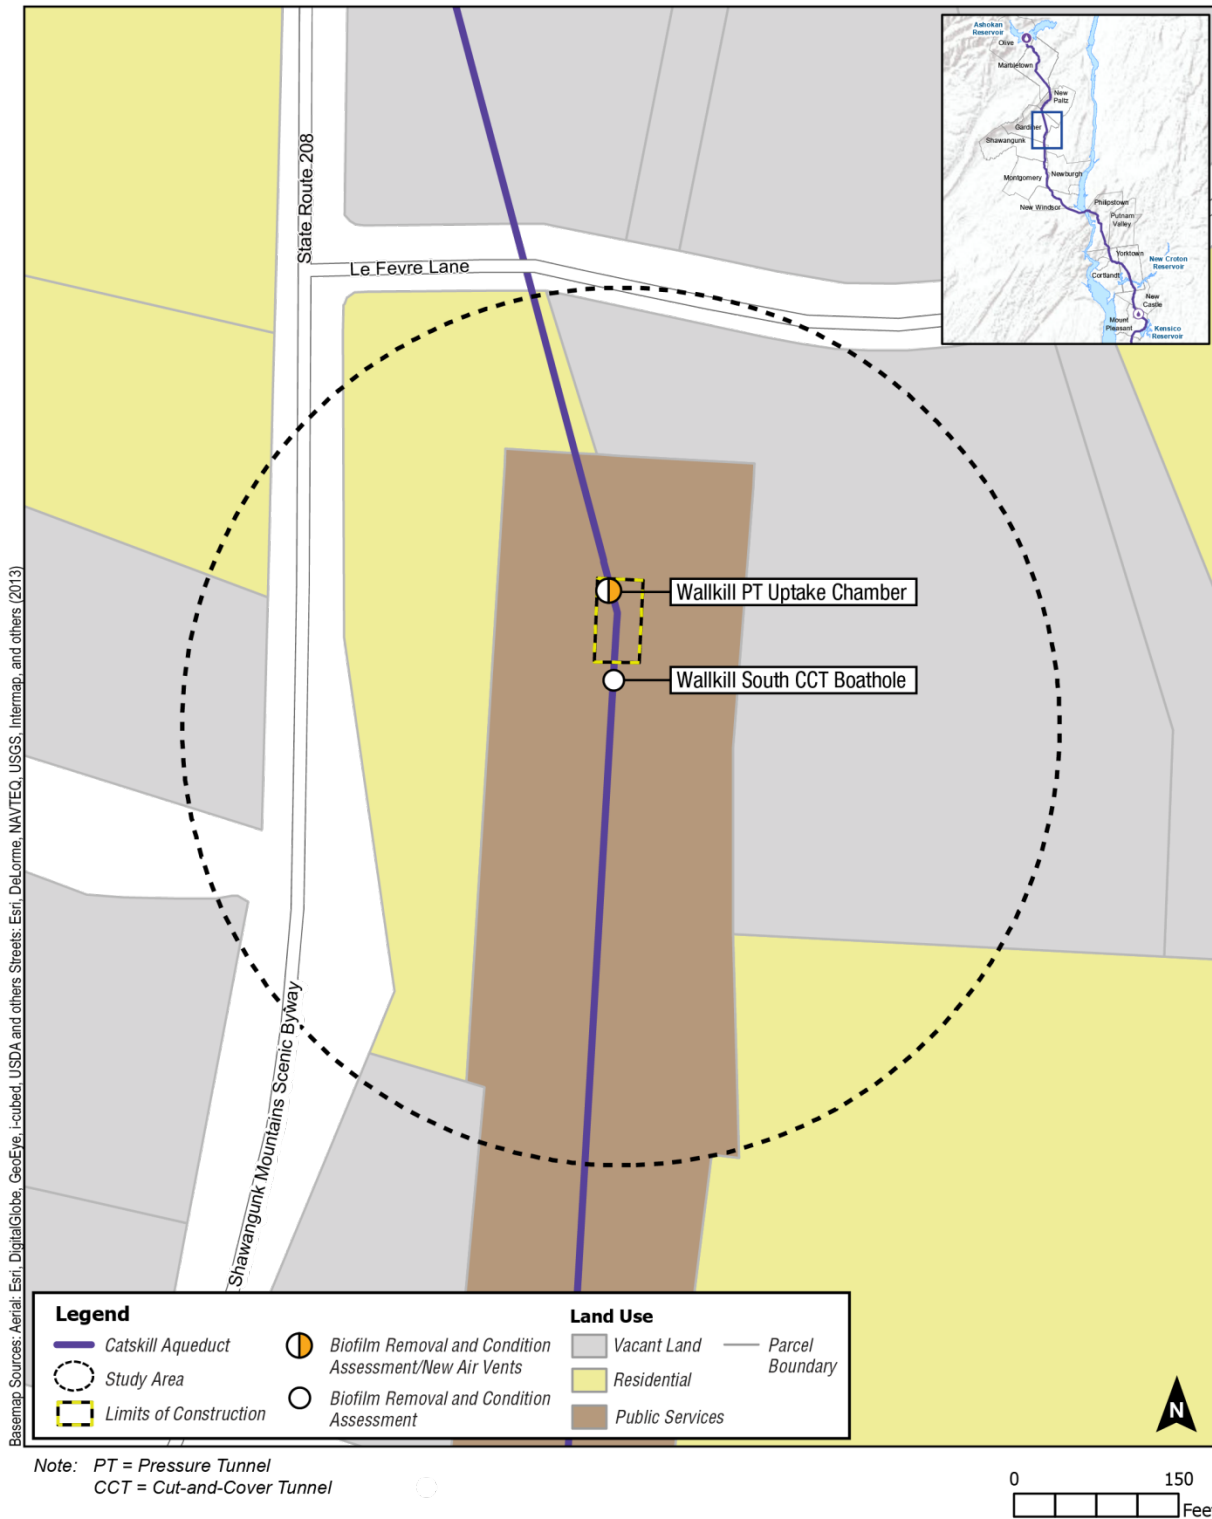 Ashokan
Reservoir
Olive
Marbletown
New
Paltz
Gardiner
Shawangunk
Montgomery
Newburgh
New Windsor
Philipstown
Putnam
Valley
Yorktown
New Croton
Reservoir
Cortlandt
New
Castle
Mount
Pleasant
Kensico
Reservoir
State Route 208
Le Fevre Lane
Wallkill PT Uptake Chamber
Wallkill South CCT Boathole
Shawangunk Mountains Scenic Byway
Basemap Sources: Aerial: Esri, DigitalGlobe, GeoEye, i-cubed, USDA and others Streets: Esri, DeLorme, NAVTEQ, USGS, Intermap, and others (2013)
Legend
Catskill Aqueduct
Study Area
Limits of Construction
Biofilm Removal and Condition
Assessment/New Air Vents
Biofilm Removal and Condition
Assessment
Land Use
Vacant Land
Residential
Public Services
Parcel
Boundary
N
Note: PT = Pressure Tunnel
CCT = Cut-and-Cover Tunnel
0 150
Fee